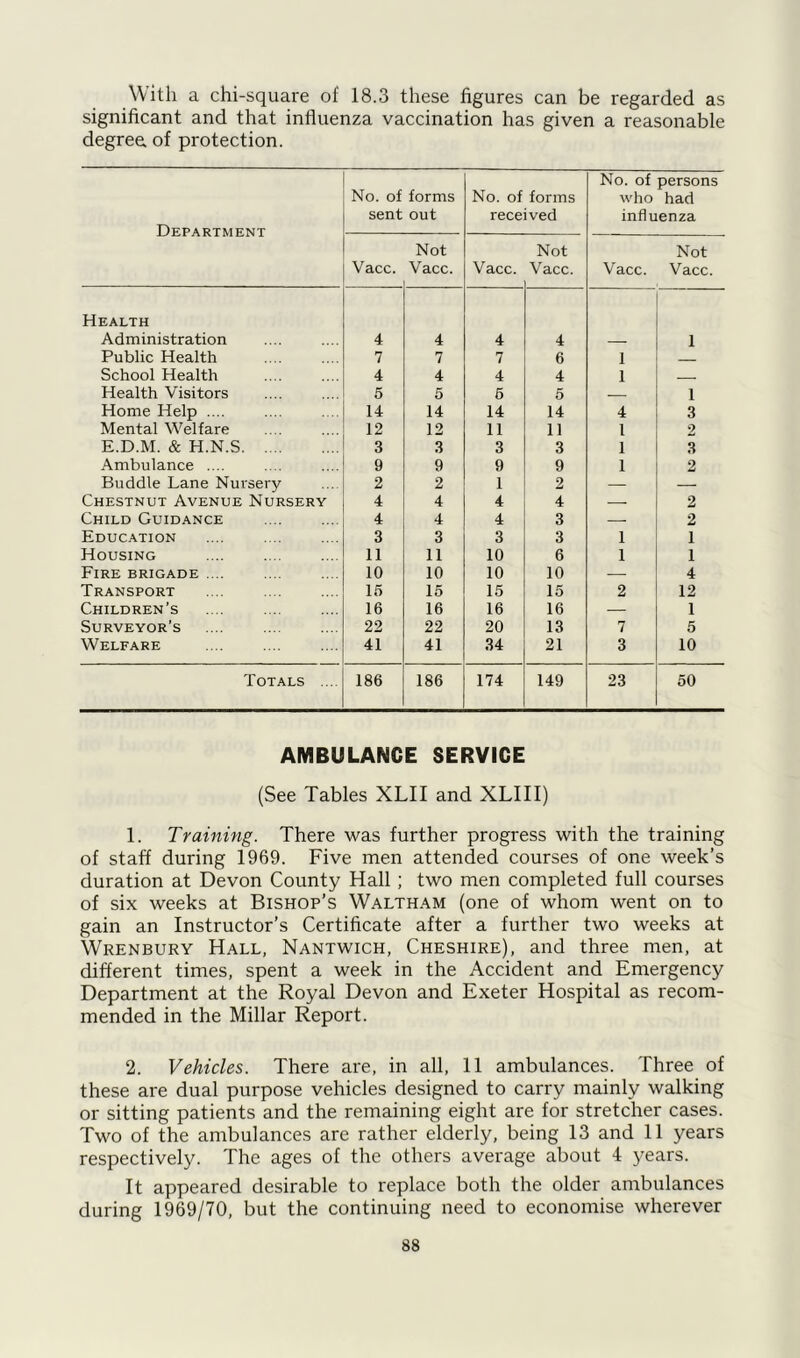 With a chi-square of 18.3 these figures can be regarded as
significant and that influenza vaccination has given a reasonable
degree of protection.
Department | No. of forms sent out | No. of forms received | No. of persons who had influenza
Vacc. | Not Vacc. | Vacc. | Not Vacc. | Vacc. | Not Vacc.
Health
Administration .... .... | 4 | 4 | 4 | 4 | — | 1
Public Health .... .... | 7 | 7 | 7 | 6 | 1 | —
School Health .... .... | 4 | 4 | 4 | 4 | 1 | —
Health Visitors .... .... | 5 | 5 | 5 | 5 | — | 1
Home Help .... .... .... | 14 | 14 | 14 | 14 | 4 | 3
Mental Welfare .... .... | 12 | 12 | 11 | 11 | 1 | 2
E.D.M. & H.N.S. .... .... | 3 | 3 | 3 | 3 | 1 | 3
Ambulance .... .... .... | 9 | 9 | 9 | 9 | 1 | 2
Buddle Lane Nursery .... | 2 | 2 | 1 | 2 | — | —
Chestnut Avenue Nursery | 4 | 4 | 4 | 4 | — | 2
Child Guidance .... .... | 4 | 4 | 4 | 3 | — | 2
Education .... .... .... | 3 | 3 | 3 | 3 | 1 | 1
Housing .... .... .... | 11 | 11 | 10 | 6 | 1 | 1
Fire brigade .... .... .... | 10 | 10 | 10 | 10 | — | 4
Transport .... .... .... | 15 | 15 | 15 | 15 | 2 | 12
Children's .... .... .... | 16 | 16 | 16 | 16 | — | 1
Surveyor's .... .... .... | 22 | 22 | 20 | 13 | 7 | 5
Welfare .... .... .... | 41 | 41 | 34 | 21 | 3 | 10
Totals .... | 186 | 186 | 174 | 149 | 23 | 50
AMBULANCE SERVICE
(See Tables XLII and XLIII)
1. Training. There was further progress with the training
of staff during 1969. Five men attended courses of one week's
duration at Devon County Hall ; two men completed full courses
of six weeks at Bishop's Waltham (one of whom went on to
gain an Instructor's Certificate after a further two weeks at
Wrenbury Hall, Nantwich, Cheshire), and three men, at
different times, spent a week in the Accident and Emergency
Department at the Royal Devon and Exeter Hospital as recom-
mended in the Millar Report.
2. Vehicles. There are, in all, 11 ambulances. Three of
these are dual purpose vehicles designed to carry mainly walking
or sitting patients and the remaining eight are for stretcher cases.
Two of the ambulances are rather elderly, being 13 and 11 years
respectively. The ages of the others average about 4 years.
It appeared desirable to replace both the older ambulances
during 1969/70, but the continuing need to economise wherever
88